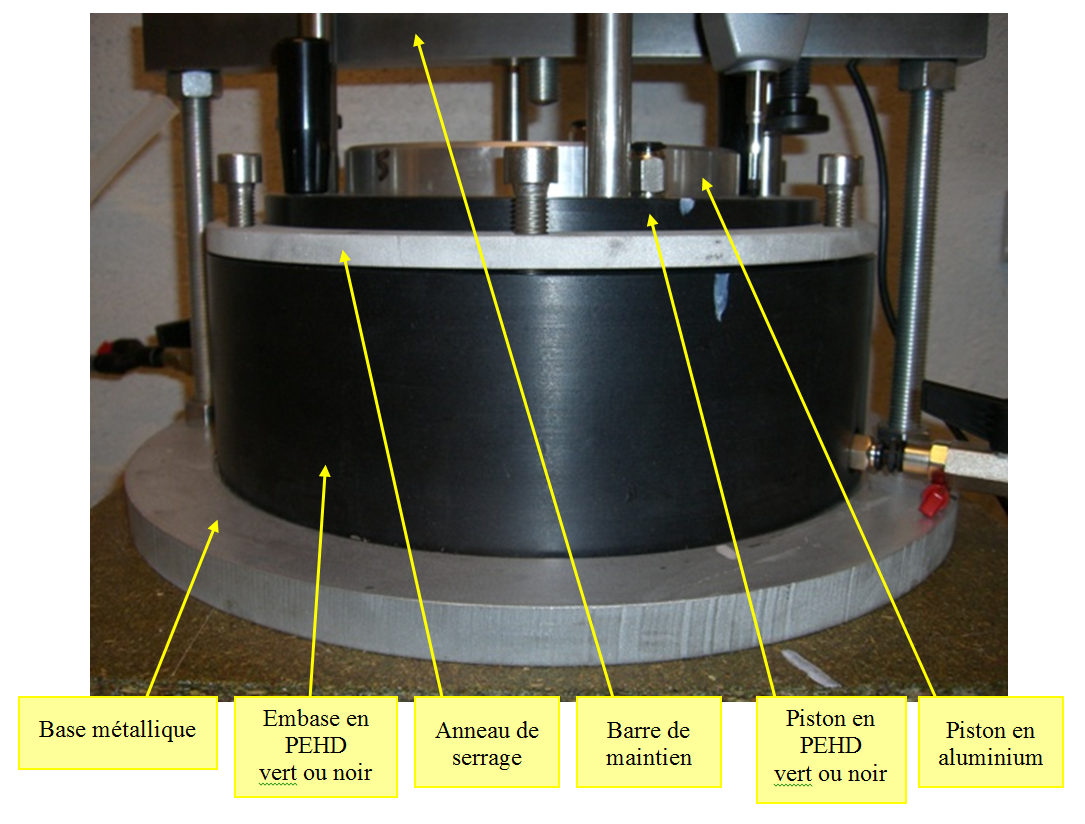 Base métallique
Embase en
PEHD
vert ou noir
Anneau de
serrage
Barre de
maintien
Piston en
PEHD
vert ou noir
Piston en
aluminium